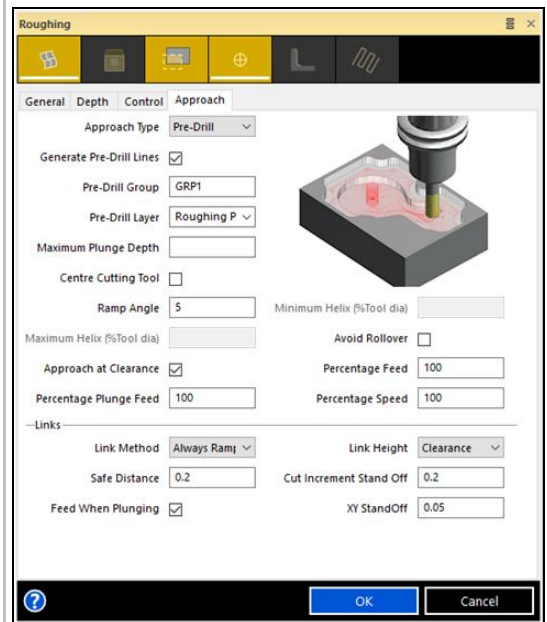 Roughing
General Depth Control Approach
Approach Type Pre-Drill
Generate Pre-Drill Lines
Pre-Drill Group GRP1
Pre-Drill Layer Roughing P
Maximum Plunge Depth
Centre Cutting Tool
Ramp Angle 5 Minimum Helix (%Tool dia)
Maximum Helix (%Tool dia) Avoid Rollover
Approach at Clearance Percentage Feed 100
Percentage Plunge Feed 100 Percentage Speed 100
Links
Link Method Always Ramp Link Height Clearance
Safe Distance 0.2 Cut Increment Stand Off 0.2
Feed When Plunging XY StandOff 0.05
? OK Cancel